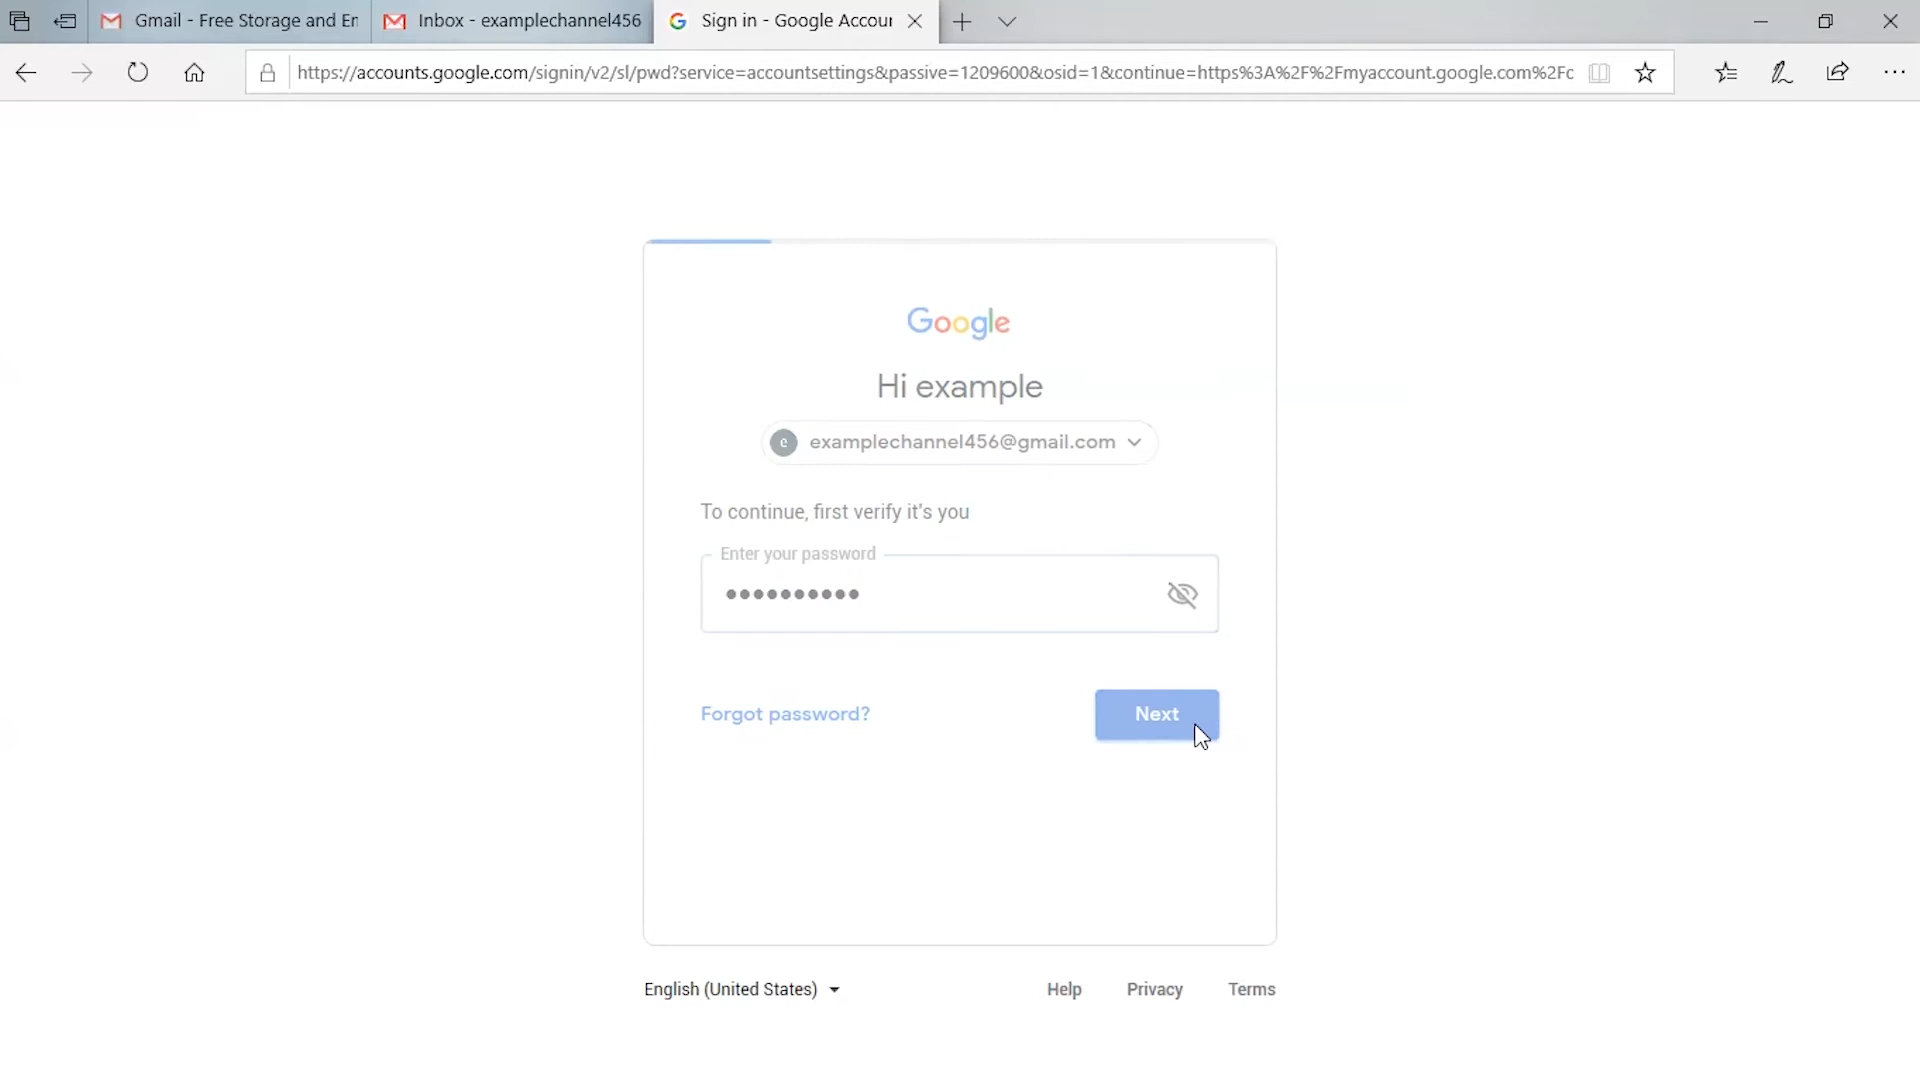 Gmail - Free Storage and En
Inbox - examplechannel456
Sign in - Google Accour
https://accounts.google.com/signin/v2/sl/pwd?service=accountsettings&passive=1209600&osid=1&continue=https%3A%2F%2Fmyaccount.google.com%2Fc
Google
Hi example
e
examplechannel456@gmail.com
To continue, first verify it's you
Enter your password
Forgot password?
Next
English (United States)
Help
Privacy
Terms